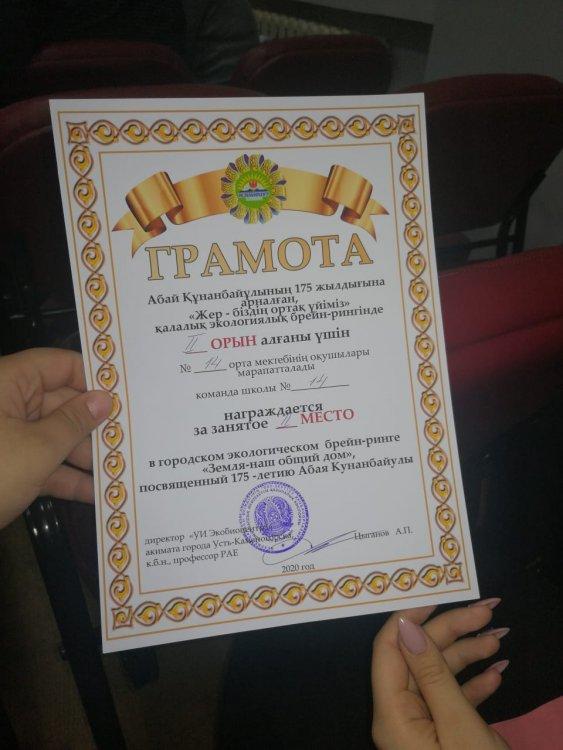 ГРАМОТА
Абай Құнанбайұлының 175 жылдығына
арналған,
«Жер - біздің ортақ үйіміз»
қалалық экологиялық брейн-рингінде
II ОРЫН алғаны үшін
№ 14 орта мектебінің оқушылары
марапатталады
команда школы № 14
награждается
за занятое II МЕСТО
в городском экологическом брейн-ринге
«Земля-наш общий дом»,
посвященный 175 -летию Абая Кунанбайулы
директор «УИ
акимата города Усть-Каменогорска,
к.б.н., профессор РАЕ
Цыганов А.П.
2020 год